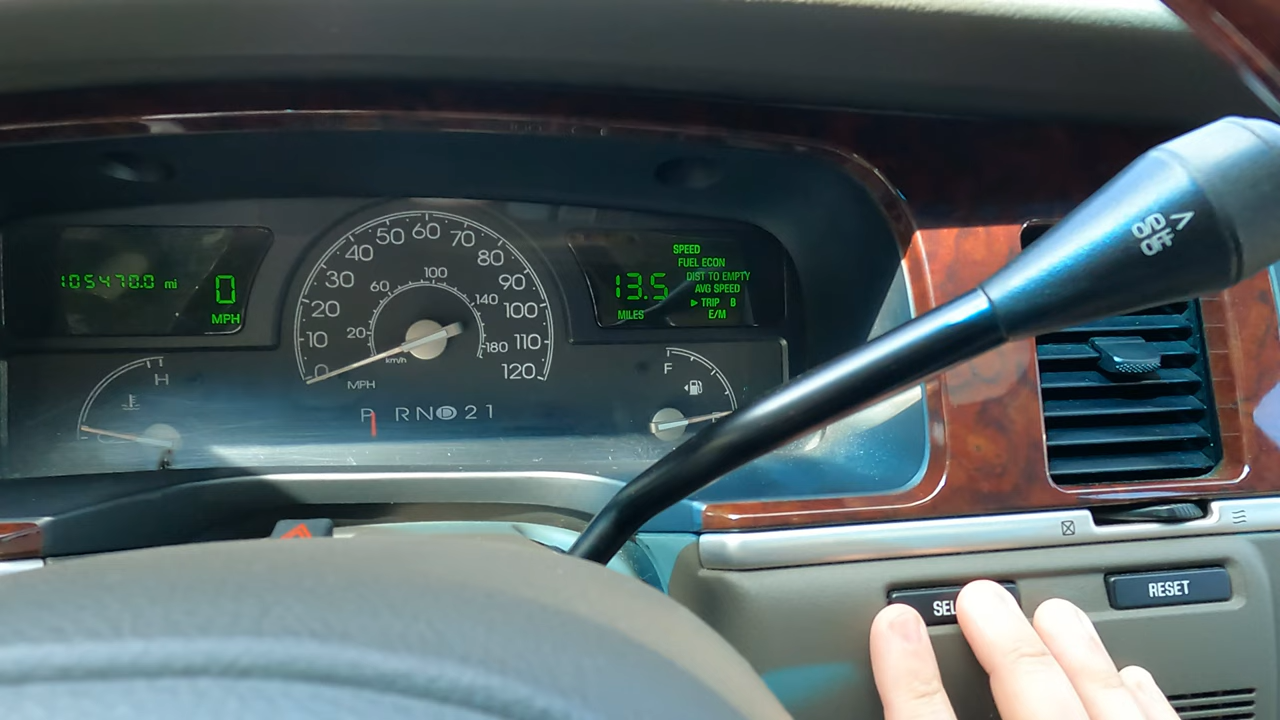 105470.0 mi
0
MPH
0 10 20 30 40 50 60 70 80 90 100 110 120
20 60 100 140 180
km/h
MPH
P R N D 2 1
H
F
13.5
MILES
SPEED
FUEL ECON
DIST TO EMPTY
AVG SPEED
TRIP B
E/M
O/D
OFF
SEL
RESET